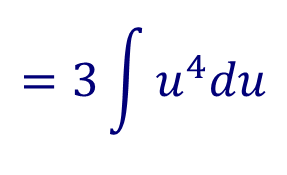 = 3 ∫ u⁴du